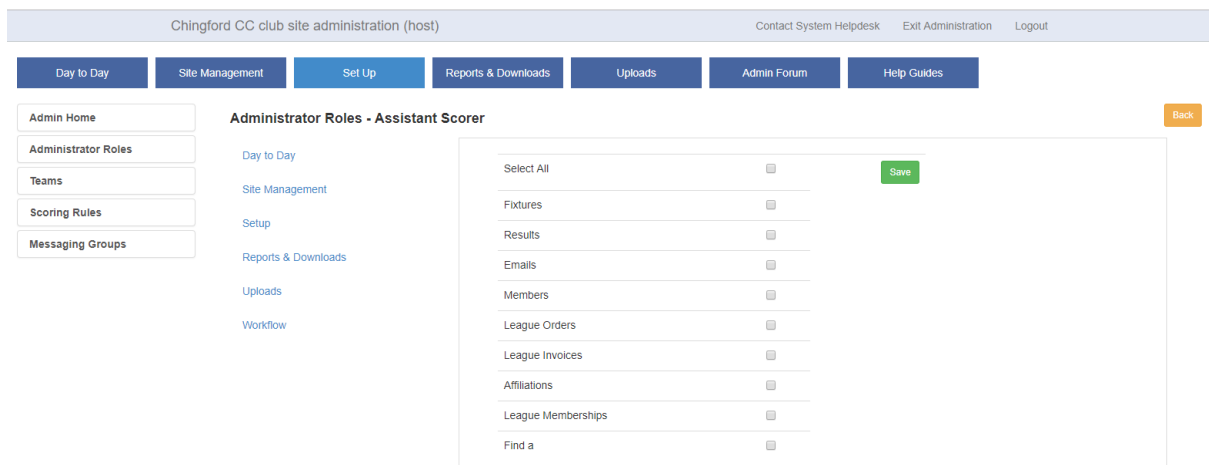 Chingford CC club site administration (host)
Contact System Helpdesk Exit Administration Logout
Day to Day Site Management Set Up Reports & Downloads Uploads Admin Forum Help Guides
Admin Home
Administrator Roles
Teams
Scoring Rules
Messaging Groups
Administrator Roles - Assistant Scorer
Back
Day to Day
Site Management
Setup
Reports & Downloads
Uploads
Workflow
Select All
Save
Fixtures
Results
Emails
Members
League Orders
League Invoices
Affiliations
League Memberships
Find a